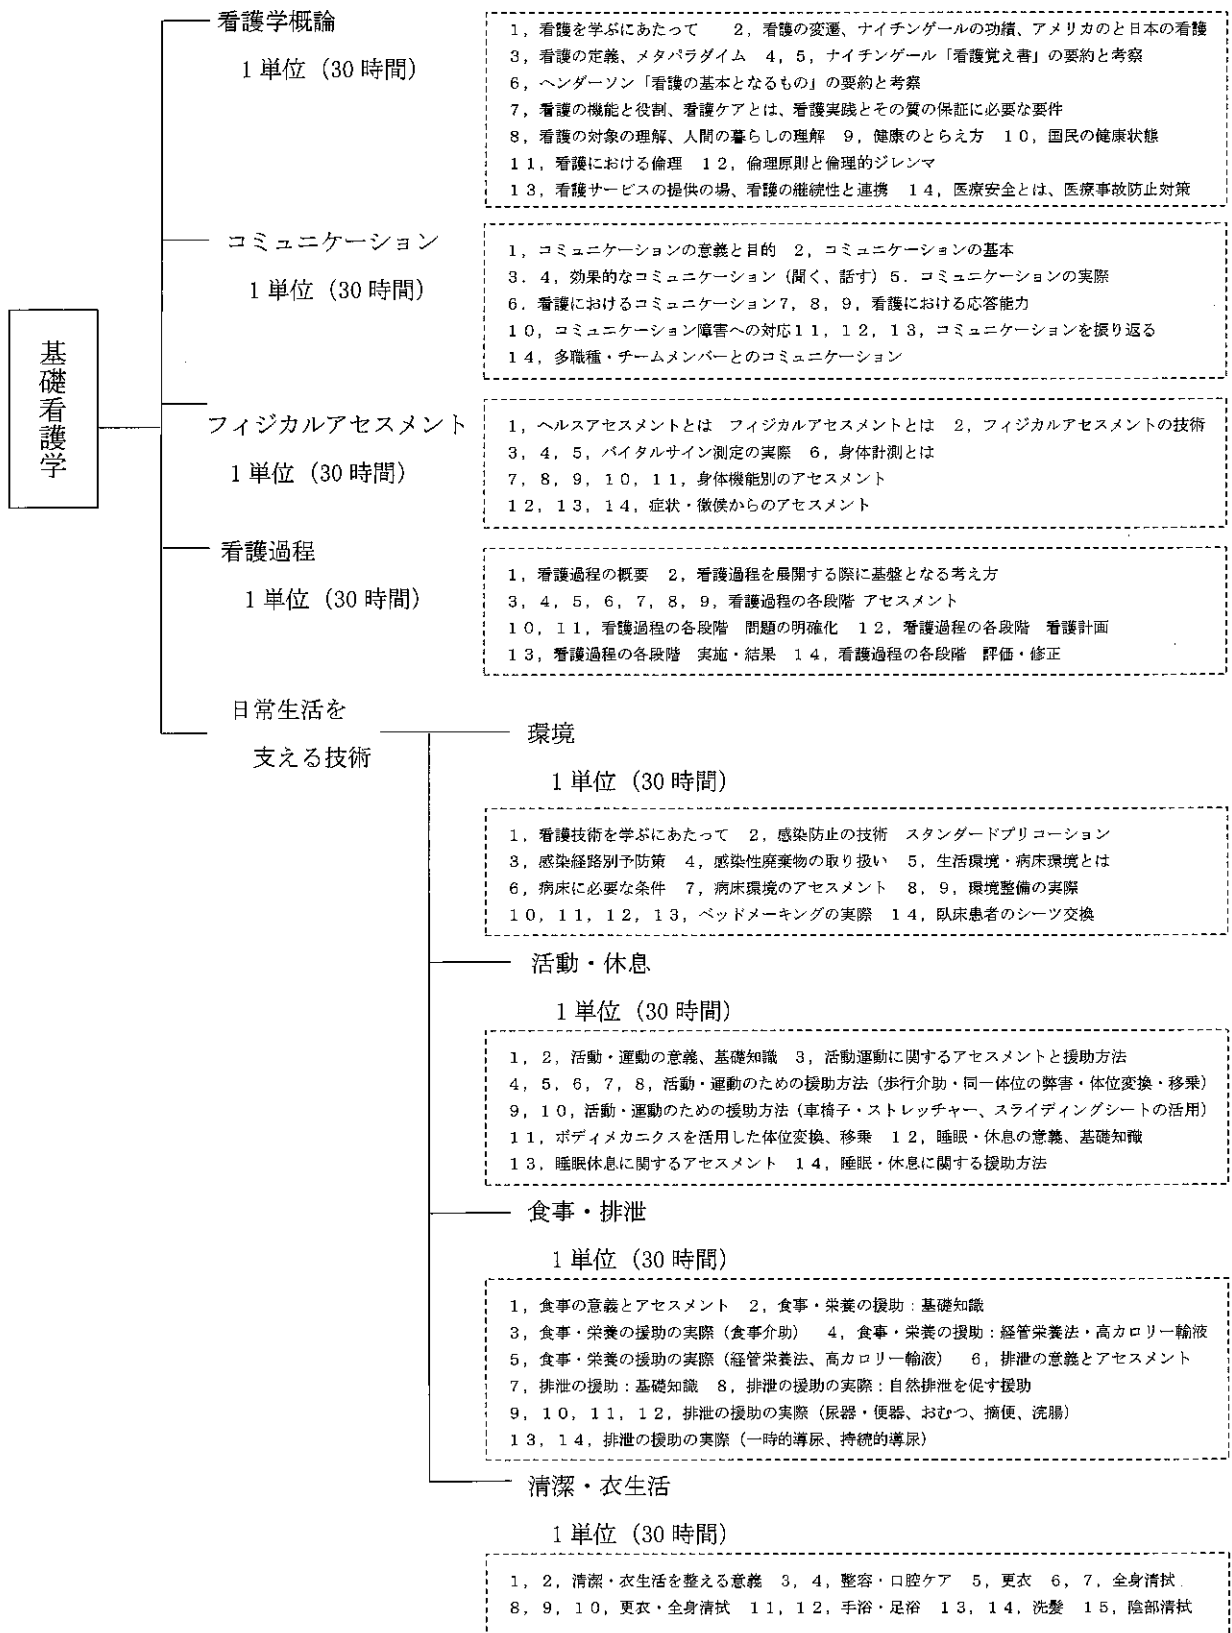 基礎看護学
看護学概論
1単位（30時間）
1，看護を学ぶにあたって　2，看護の変遷、ナイチンゲールの功績、アメリカのと日本の看護
3，看護の定義、メタパラダイム　4，5，ナイチンゲール「看護覚え書」の要約と考察
6，ヘンダーソン「看護の基本となるもの」の要約と考察
7，看護の機能と役割、看護ケアとは、看護実践とその質の保証に必要な要件
8，看護の対象の理解、人間の暮らしの理解　9，健康のとらえ方　10，国民の健康状態
11，看護における倫理　12，倫理原則と倫理的ジレンマ
13，看護サービスの提供の場、看護の継続性と連携　14，医療安全とは、医療事故防止対策
コミュニケーション
1単位（30時間）
1，コミュニケーションの意義と目的　2，コミュニケーションの基本
3．4，効果的なコミュニケーション（聞く、話す）5．コミュニケーションの実際
6．看護におけるコミュニケーション7，8，9，看護における応答能力
10，コミュニケーション障害への対応11，12，13，コミュニケーションを振り返る
14，多職種・チームメンバーとのコミュニケーション
フィジカルアセスメント
1単位（30時間）
1，ヘルスアセスメントとは　フィジカルアセスメントとは　2，フィジカルアセスメントの技術
3，4，5，バイタルサイン測定の実際　6，身体計測とは
7，8，9，10，11，身体機能別のアセスメント
12，13，14，症状・徴候からのアセスメント
看護過程
1単位（30時間）
1，看護過程の概要　2，看護過程を展開する際に基盤となる考え方
3，4，5，6，7，8，9，看護過程の各段階 アセスメント
10，11，看護過程の各段階　問題の明確化　12，看護過程の各段階　看護計画
13，看護過程の各段階　実施・結果　14，看護過程の各段階　評価・修正
日常生活を
支える技術
環境
1単位（30時間）
1，看護技術を学ぶにあたって　2，感染防止の技術　スタンダードプリコーション
3，感染経路別予防策　4，感染性廃棄物の取り扱い　5，生活環境・病床環境とは
6，病床に必要な条件　7，病床環境のアセスメント　8，9，環境整備の実際
10，11，12，13，ベッドメーキングの実際　14，臥床患者のシーツ交換
活動・休息
1単位（30時間）
1，2，活動・運動の意義、基礎知識　3，活動運動に関するアセスメントと援助方法
4，5，6，7，8，活動・運動のための援助方法（歩行介助・同一体位の弊害・体位変換・移乗）
9，10，活動・運動のための援助方法（車椅子・ストレッチャー、スライディングシートの活用）
11，ボディメカニクスを活用した体位変換、移乗　12，睡眠・休息の意義、基礎知識
13，睡眠休息に関するアセスメント　14，睡眠・休息に関する援助方法
食事・排泄
1単位（30時間）
1，食事の意義とアセスメント　2，食事・栄養の援助：基礎知識
3，食事・栄養の援助の実際（食事介助）　4，食事・栄養の援助：経管栄養法・高カロリー輸液
5，食事・栄養の援助の実際（経管栄養法、高カロリー輸液）　6，排泄の意義とアセスメント
7，排泄の援助：基礎知識　8，排泄の援助の実際：自然排泄を促す援助
9，10，11，12，排泄の援助の実際（尿器・便器、おむつ、摘便、浣腸）
13，14，排泄の援助の実際（一時的導尿、持続的導尿）
清潔・衣生活
1単位（30時間）
1，2，清潔・衣生活を整える意義　3，4，整容・口腔ケア　5，更衣　6，7，全身清拭
8，9，10，更衣・全身清拭　11，12，手浴・足浴　13，14，洗髪　15，陰部清拭